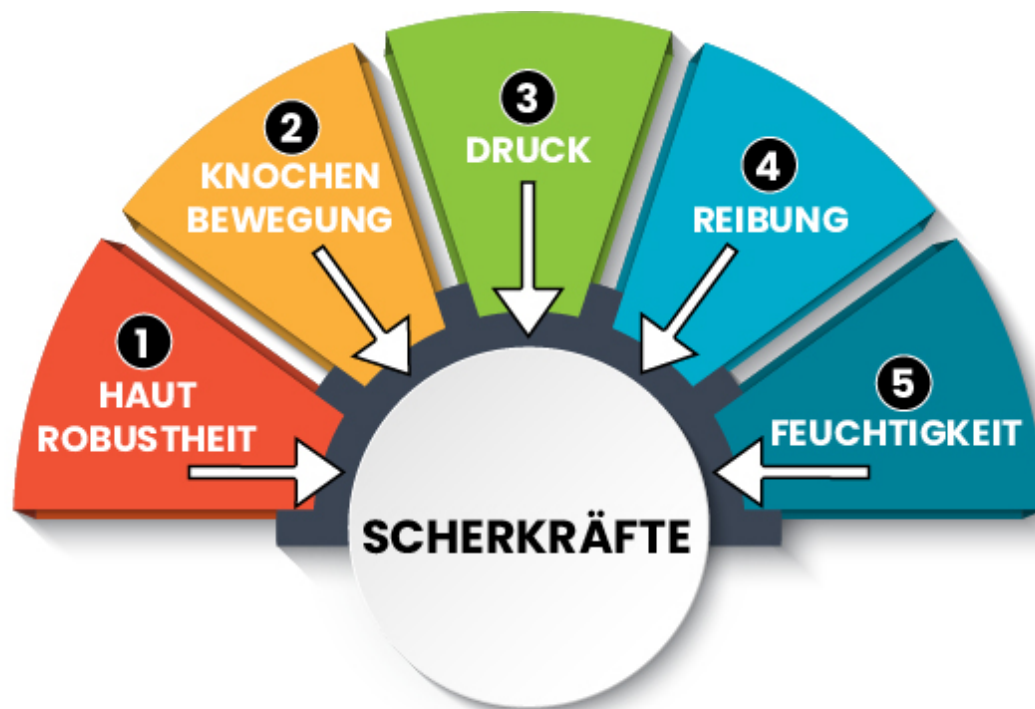 1
HAUT
ROBUSTHEIT
2
KNOCHEN
BEWEGUNG
3
DRUCK
4
REIBUNG
5
FEUCHTIGKEIT
SCHERKRÄFTE